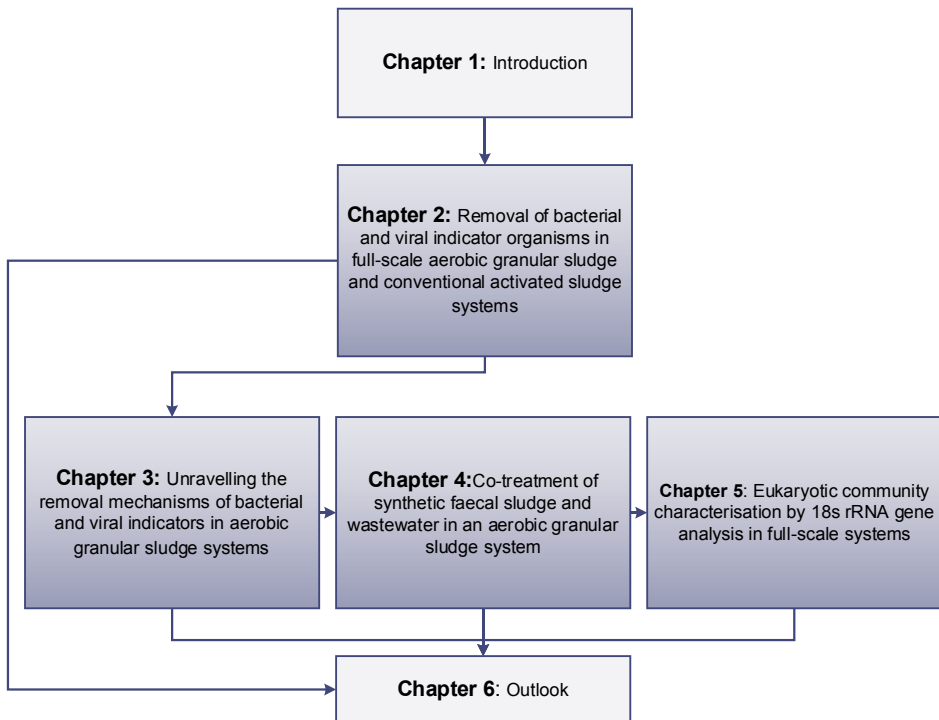 Chapter 1: Introduction
Chapter 2: Removal of bacterial
and viral indicator organisms in
full-scale aerobic granular sludge
and conventional activated sludge
systems
Chapter 3: Unravelling the
removal mechanisms of bacterial
and viral indicators in aerobic
granular sludge systems
Chapter 4:Co-treatment of
synthetic faecal sludge and
wastewater in an aerobic granular
sludge system
Chapter 5: Eukaryotic community
characterisation by 18s rRNA gene
analysis in full-scale systems
Chapter 6: Outlook